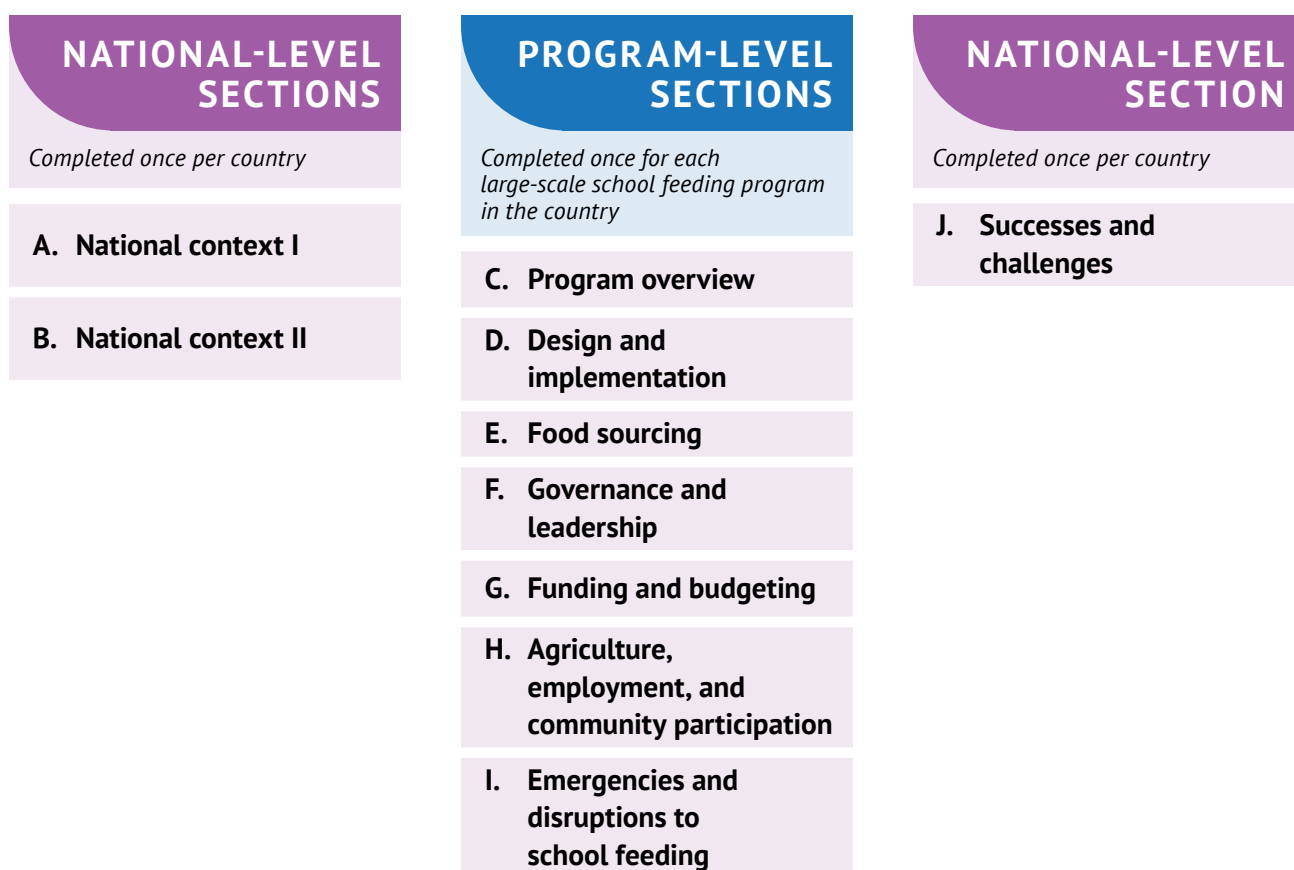 NATIONAL-LEVEL
SECTIONS
Completed once per country
A. National context I
B. National context II
PROGRAM-LEVEL
SECTIONS
Completed once for each
large-scale school feeding program
in the country
C. Program overview
D. Design and
implementation
E. Food sourcing
F. Governance and
leadership
G. Funding and budgeting
H. Agriculture,
employment, and
community participation
I. Emergencies and
disruptions to
school feeding
NATIONAL-LEVEL
SECTION
Completed once per country
J. Successes and
challenges